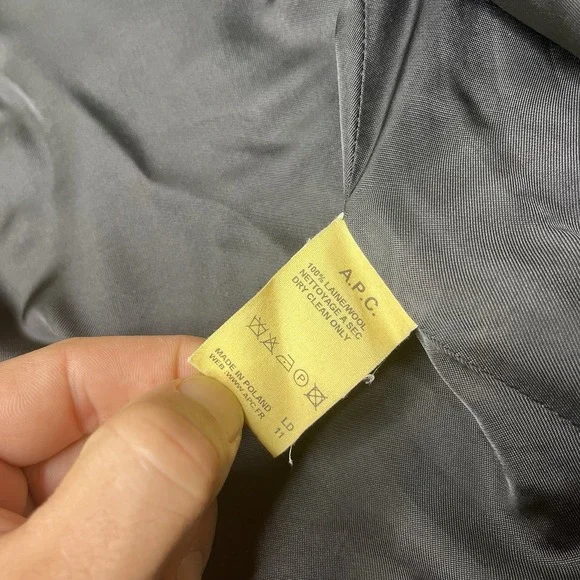 A.P.C.
100% LAINE/WOOL
NETTOYAGE A SEC
DRY CLEAN ONLY
P
MADE IN POLAND LD
WEB :WWW.APC.FR 11